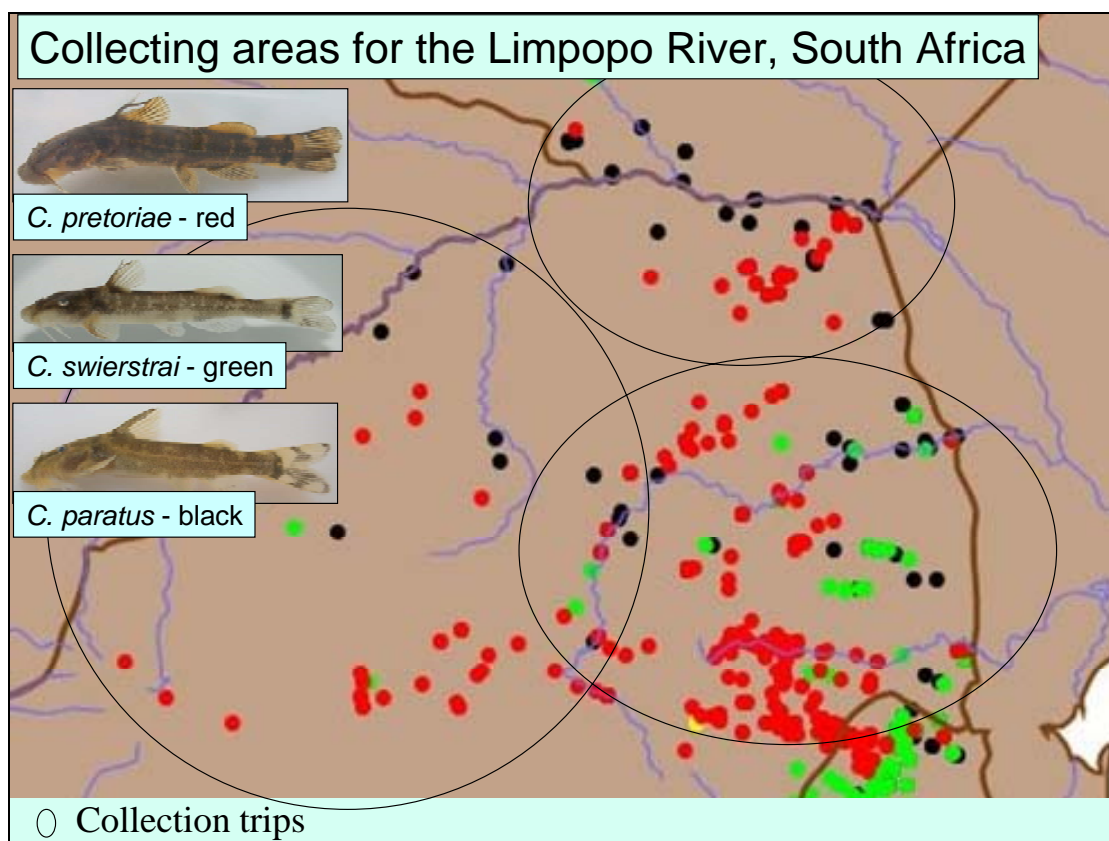 Collecting areas for the Limpopo River, South Africa
C. pretoriae - red
C. swierstrai - green
C. paratus - black
Collection trips